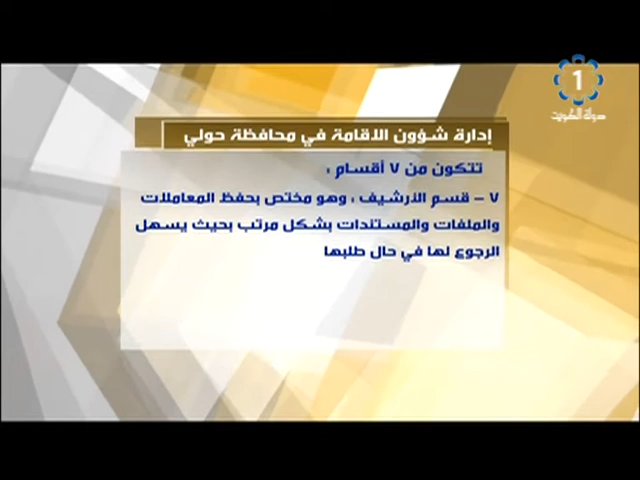 1
دولة الكويت
إدارة شؤون الاقامة في محافظة حولي
تتكون من ٧ أقسام :
٧ - قسم الأرشيف : وهو مختص بحفظ المعاملات
والملفات والمستندات بشكل مرتب بحيث يسهل
الرجوع لها في حال طلبها